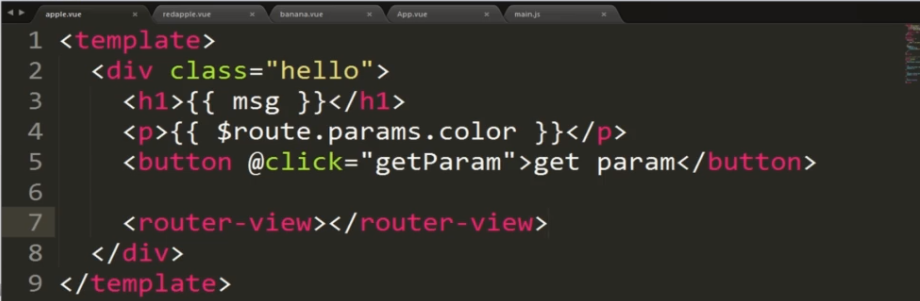 apple.vue redapple.vue banana.vue App.vue main.js
1 <template>
2 <div class="hello">
3 <h1>{{ msg }}</h1>
4 <p>{{ $route.params.color }}</p>
5 <button @click="getParam">get param</button>
6
7 <router-view></router-view>
8 </div>
9 </template>